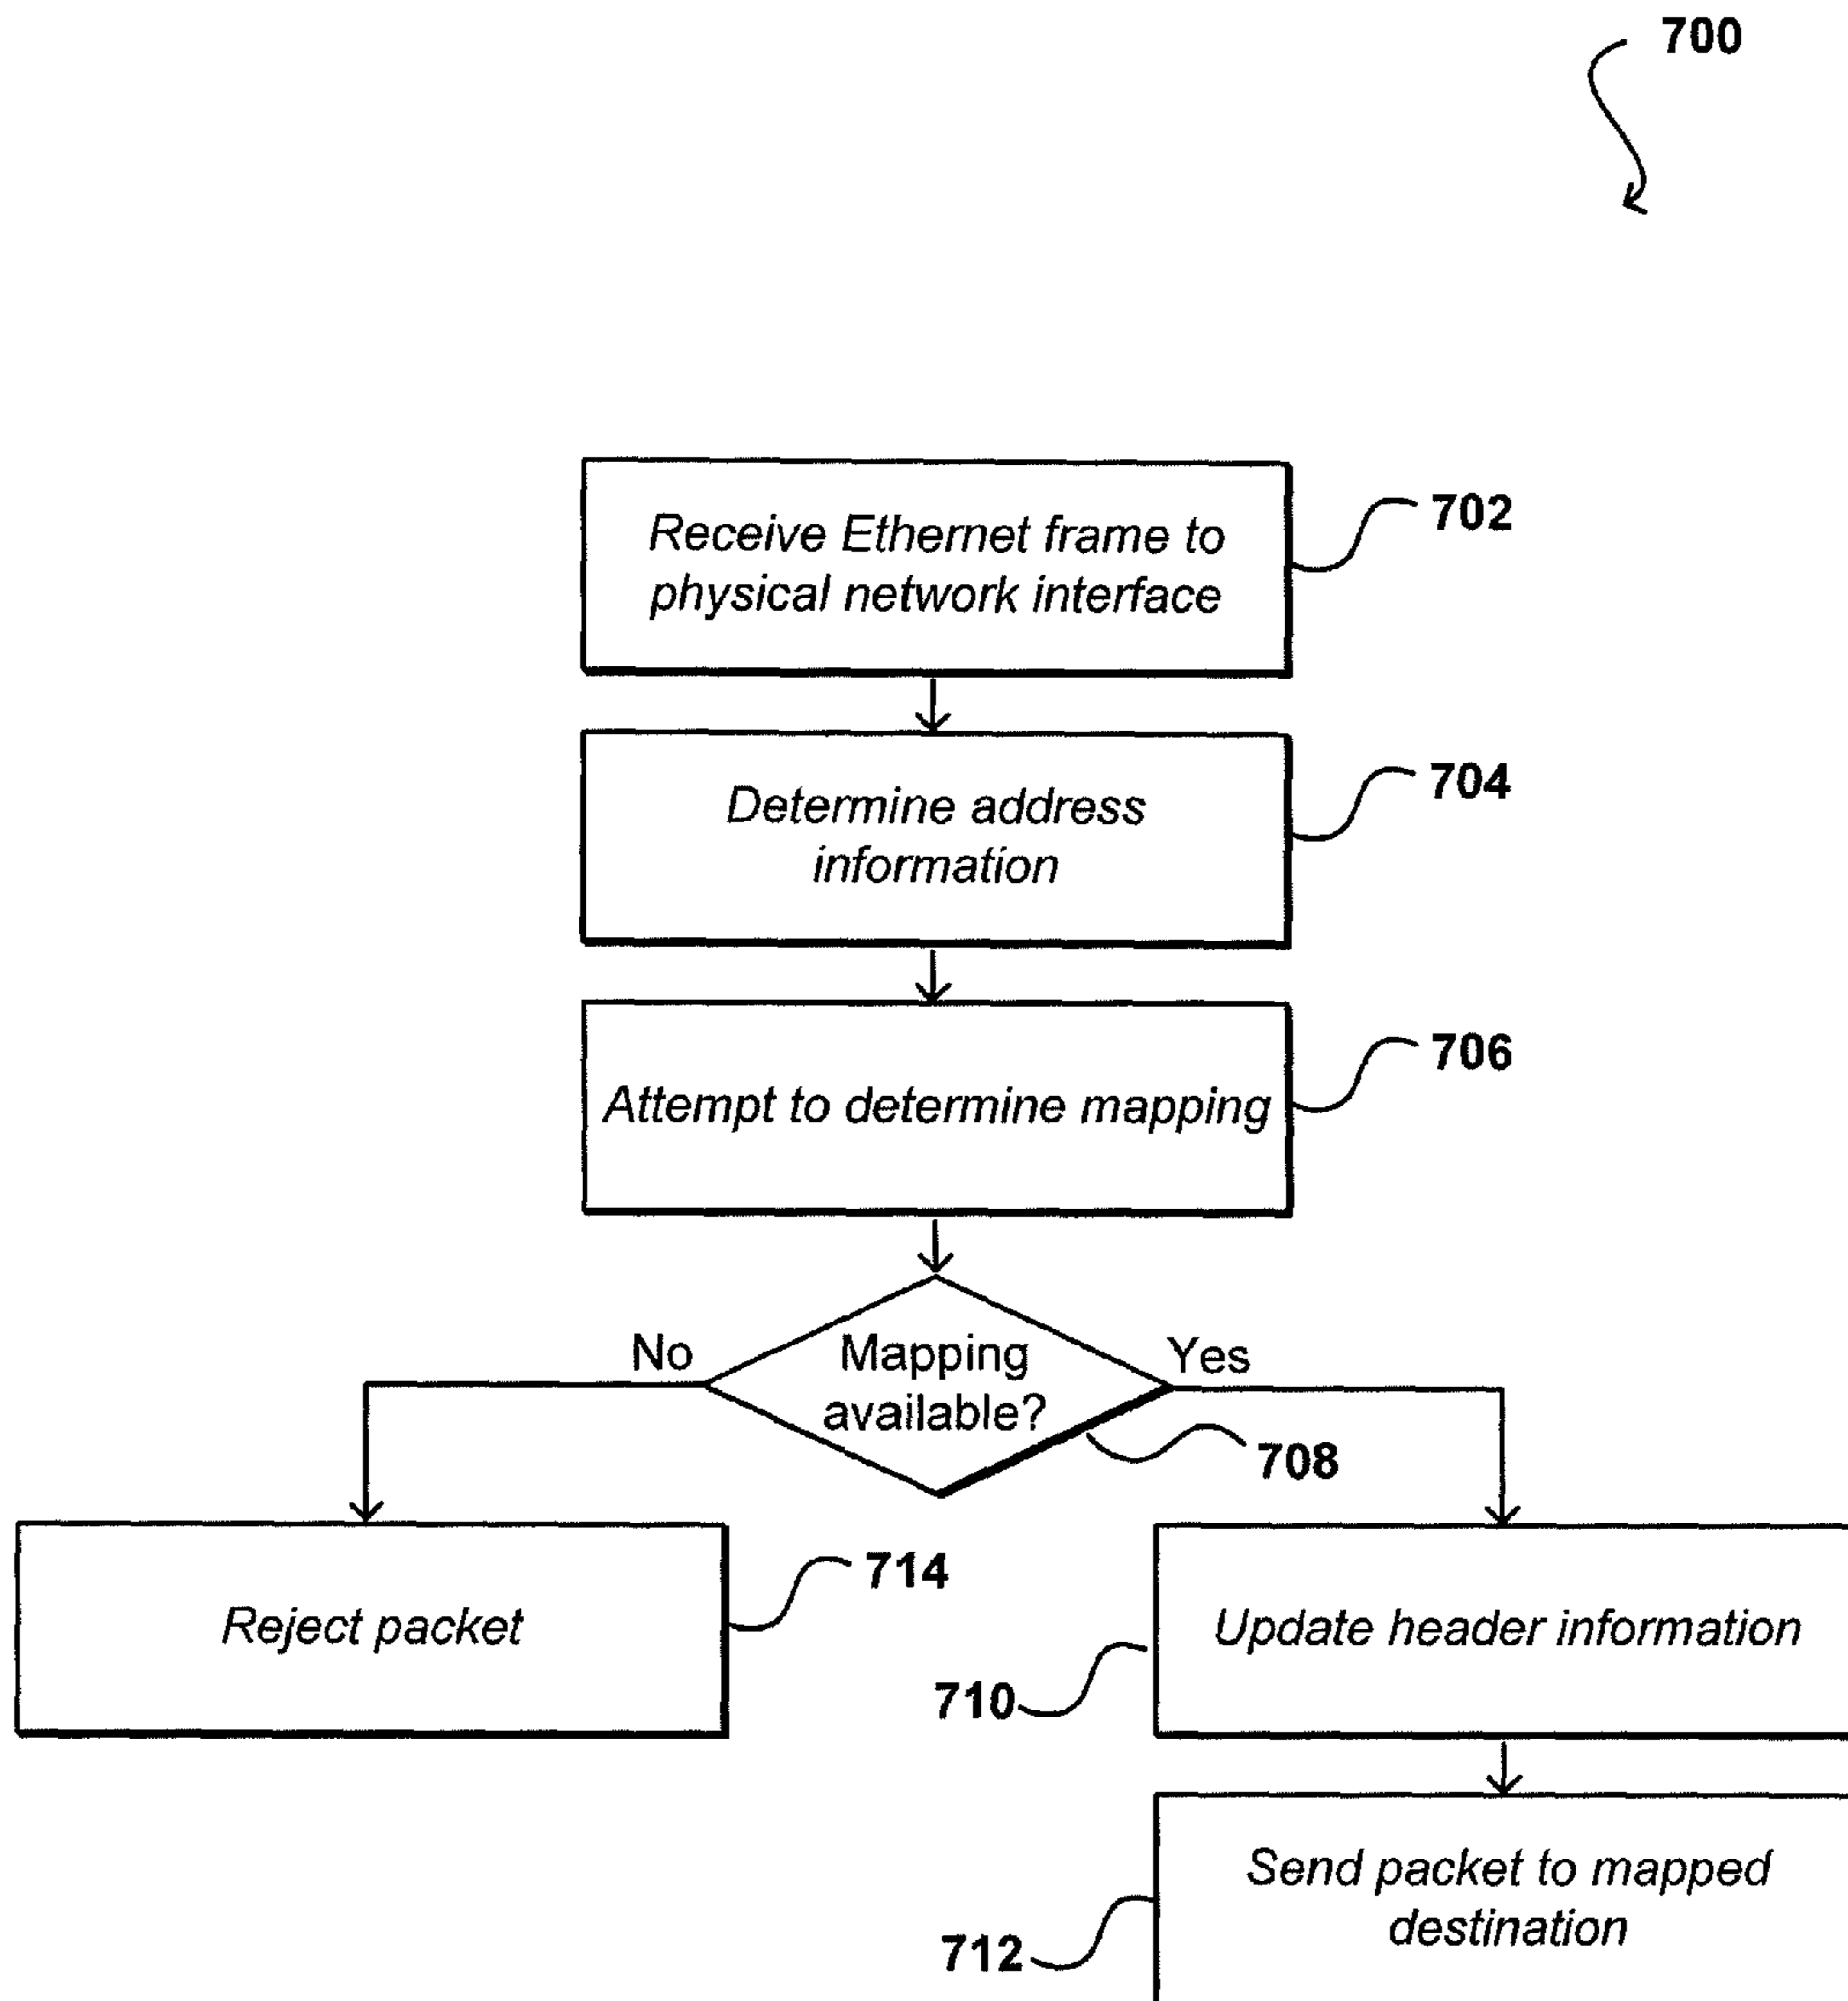 700
Receive Ethernet frame to
physical network interface
702
Determine address
information
704
Attempt to determine mapping
706
No
Mapping
available?
Yes
708
Reject packet
714
Update header information
710
Send packet to mapped
destination
712